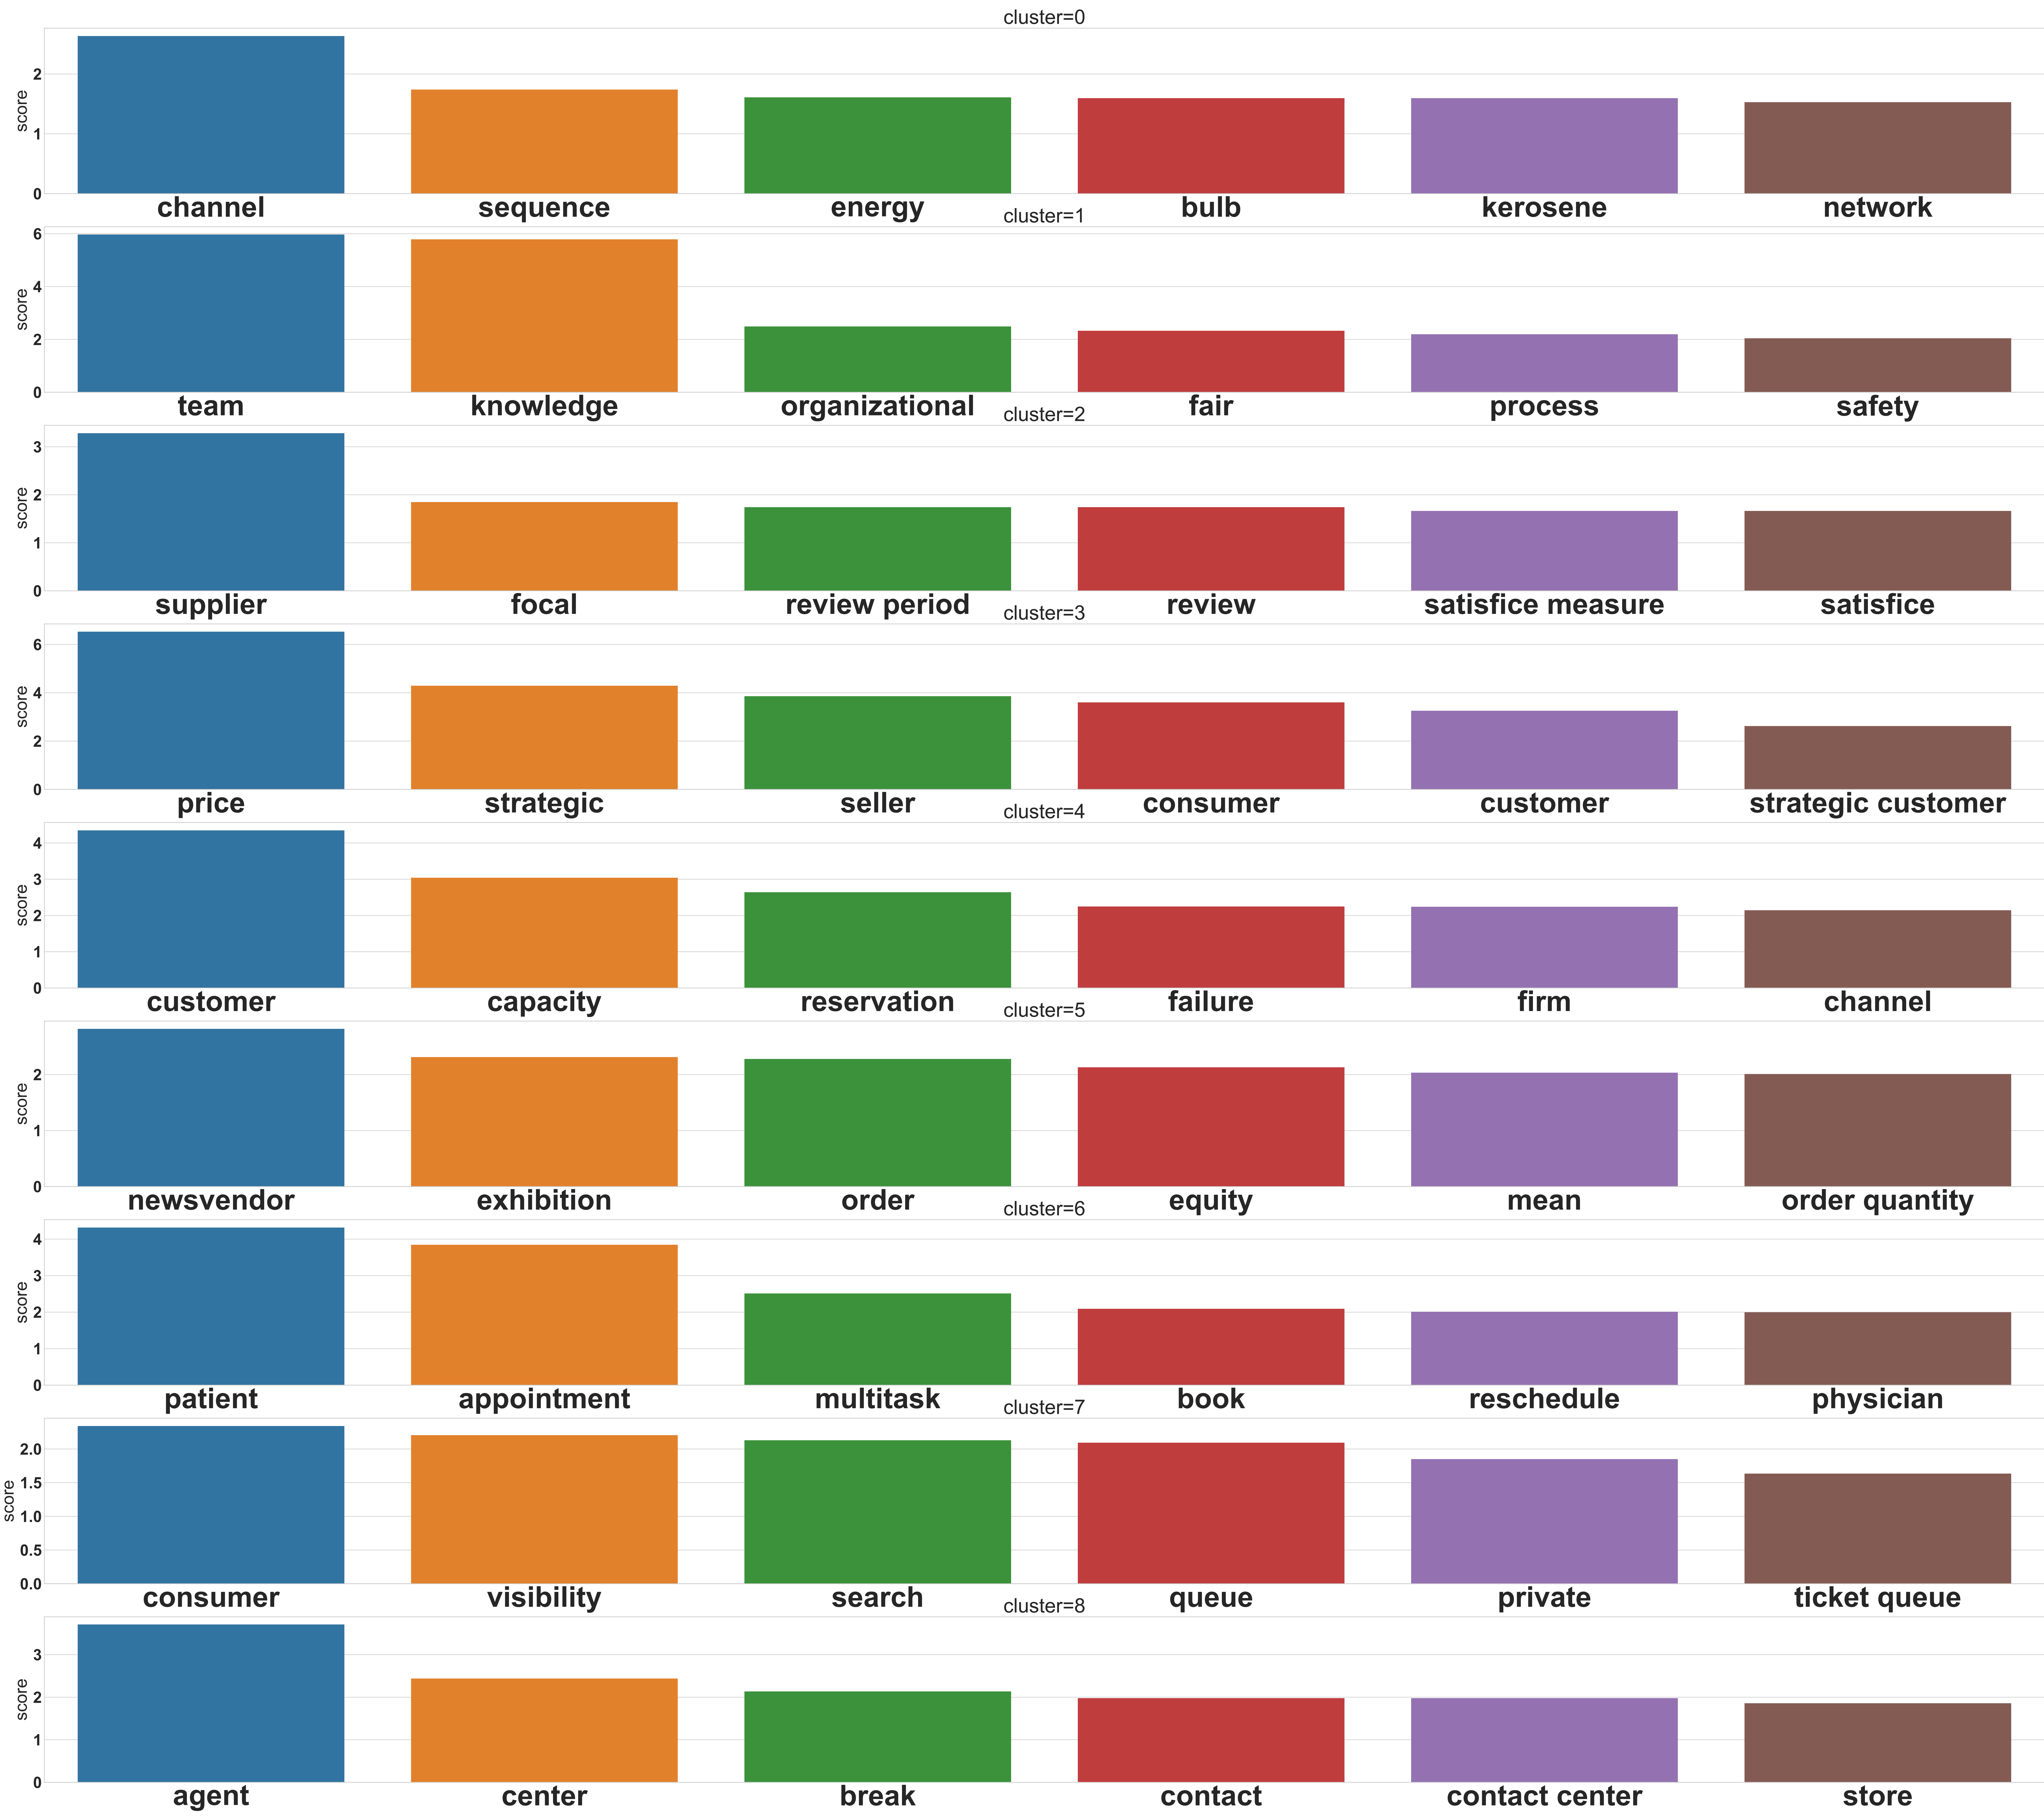 cluster=0
score
2
1
0
channel sequence energy bulb kerosene network
cluster=1
score
6
4
2
0
team knowledge organizational fair process safety
cluster=2
score
3
2
1
0
supplier focal review period review satisfice measure satisfice
cluster=3
score
6
4
2
0
price strategic seller consumer customer strategic customer
cluster=4
score
4
3
2
1
0
customer capacity reservation failure firm channel
cluster=5
score
2
1
0
newsvendor exhibition order equity mean order quantity
cluster=6
score
4
3
2
1
0
patient appointment multitask book reschedule physician
cluster=7
score
2.0
1.5
1.0
0.5
0.0
consumer visibility search queue private ticket queue
cluster=8
score
3
2
1
0
agent center break contact contact center store